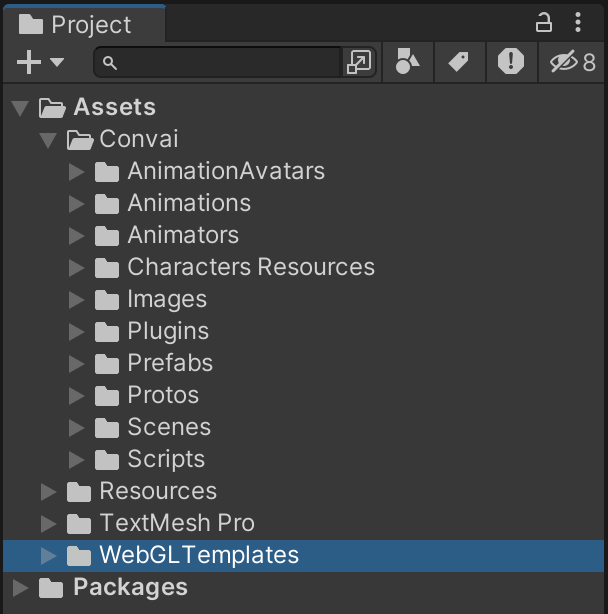 Project
8
Assets
Convai
AnimationAvatars
Animations
Animators
Characters Resources
Images
Plugins
Prefabs
Protos
Scenes
Scripts
Resources
TextMesh Pro
WebGLTemplates
Packages